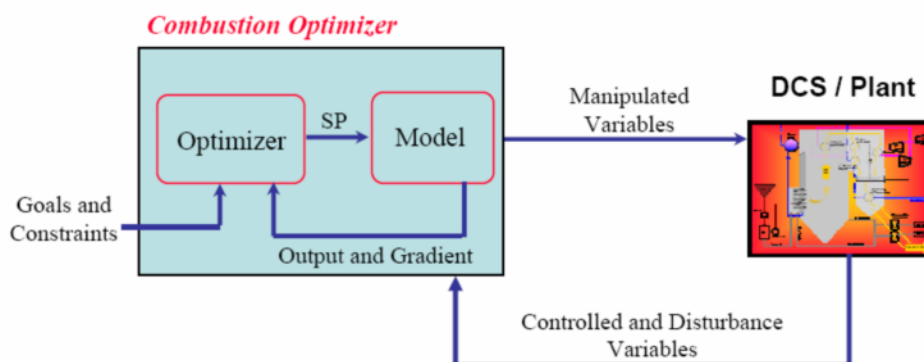 Combustion Optimizer
DCS / Plant
Optimizer
SP
Model
Manipulated
Variables
Goals and
Constraints
Output and Gradient
Controlled and Disturbance
Variables